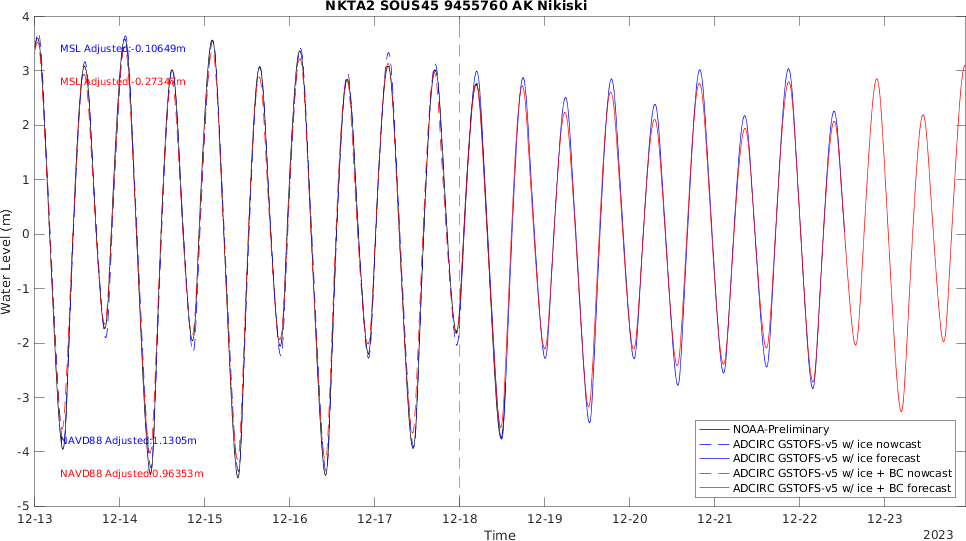 NKTA2 SOUS45 9455760 AK Nikiski
4
3
2
1
0
-1
-2
-3
-4
-5
Water Level (m)
MSL Adjusted:-0.10649m
MSL Adjusted:-0.2734
NAVD88 Adjusted:1.1305m
NAVD88 Adjusted:0.96353m
NOAA-Preliminary
ADCIRC GSTOFS-v5 w/ ice nowcast
ADCIRC GSTOFS-v5 w/ ice forecast
ADCIRC GSTOFS-v5 w/ ice + BC nowcast
ADCIRC GSTOFS-v5 w/ ice + BC forecast
12-13 12-14 12-15 12-16 12-17 12-18 12-19 12-20 12-21 12-22 12-23
Time
2023